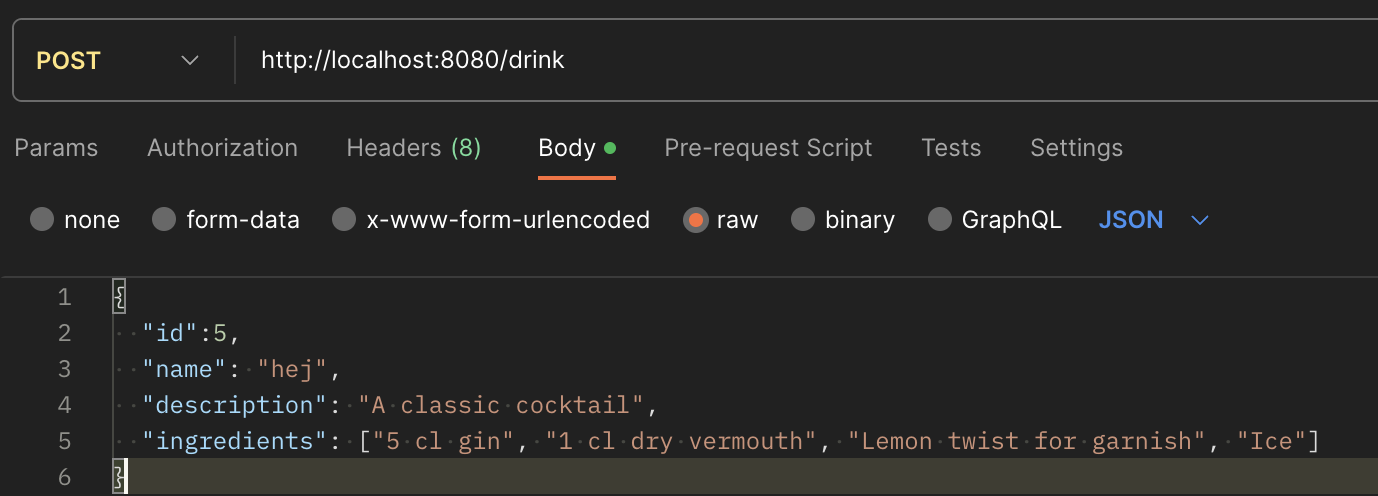 POST http://localhost:8080/drink
Params Authorization Headers (8) Body Pre-request Script Tests Settings
none form-data x-www-form-urlencoded raw binary GraphQL JSON
1 {
2 "id":5,
3 "name": "hej",
4 "description": "A classic cocktail",
5 "ingredients": ["5 cl gin", "1 cl dry vermouth", "Lemon twist for garnish", "Ice"]
6 }